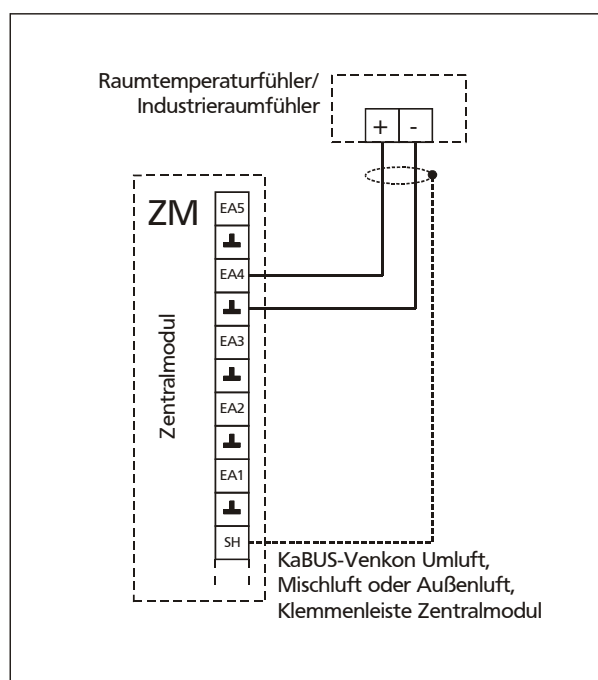 Raumtemperaturfühler/
Industrieraumfühler
+ -
ZM
Zentralmodul
EA5
EA4
EA3
EA2
EA1
SH
KaBUS-Venkon Umluft,
Mischluft oder Außenluft,
Klemmenleiste Zentralmodul